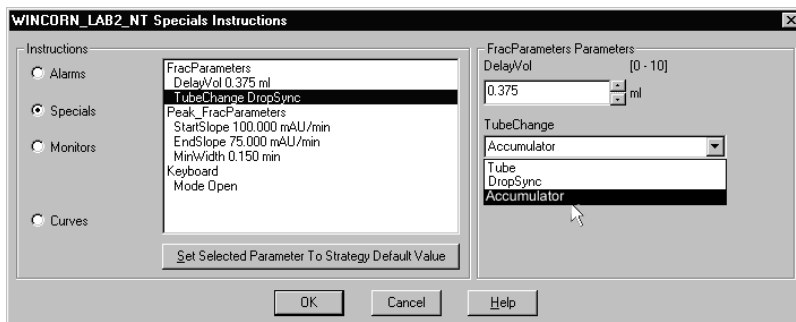 WINCORN_LAB2_NT Specials Instructions
Instructions
Alarms
Specials
Monitors
Curves
FracParameters
DelayVol 0.375 ml
TubeChange DropSync
Peak_FracParameters
StartSlope 100.000 mAU/min
EndSlope 75.000 mAU/min
MinWidth 0.150 min
Keyboard
Mode Open
Set Selected Parameter To Strategy Default Value
FracParameters Parameters
DelayVol [0 - 10]
0.375 ml
TubeChange
Accumulator
Tube
DropSync
Accumulator
OK Cancel Help